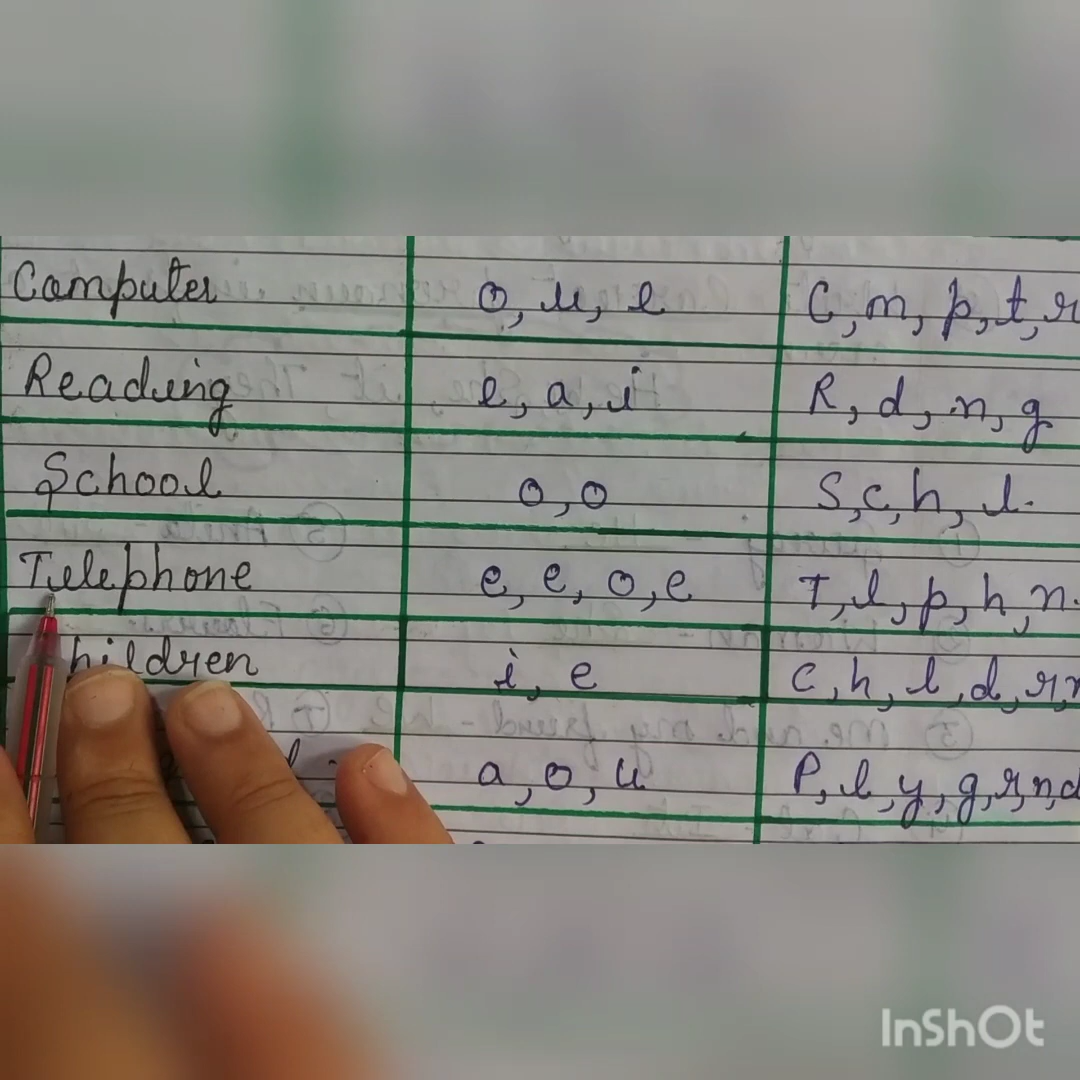 Computer o, u, e C, m, p, t, r
Reading e, a, i R, d, n, g
School o, o S, c, h, l.
Telephone e, e, o, e T, l, p, h, n.
hildren i, e C, h, l, d, r, n
a, o, u P, l, y, g, r, n, d
InShOt